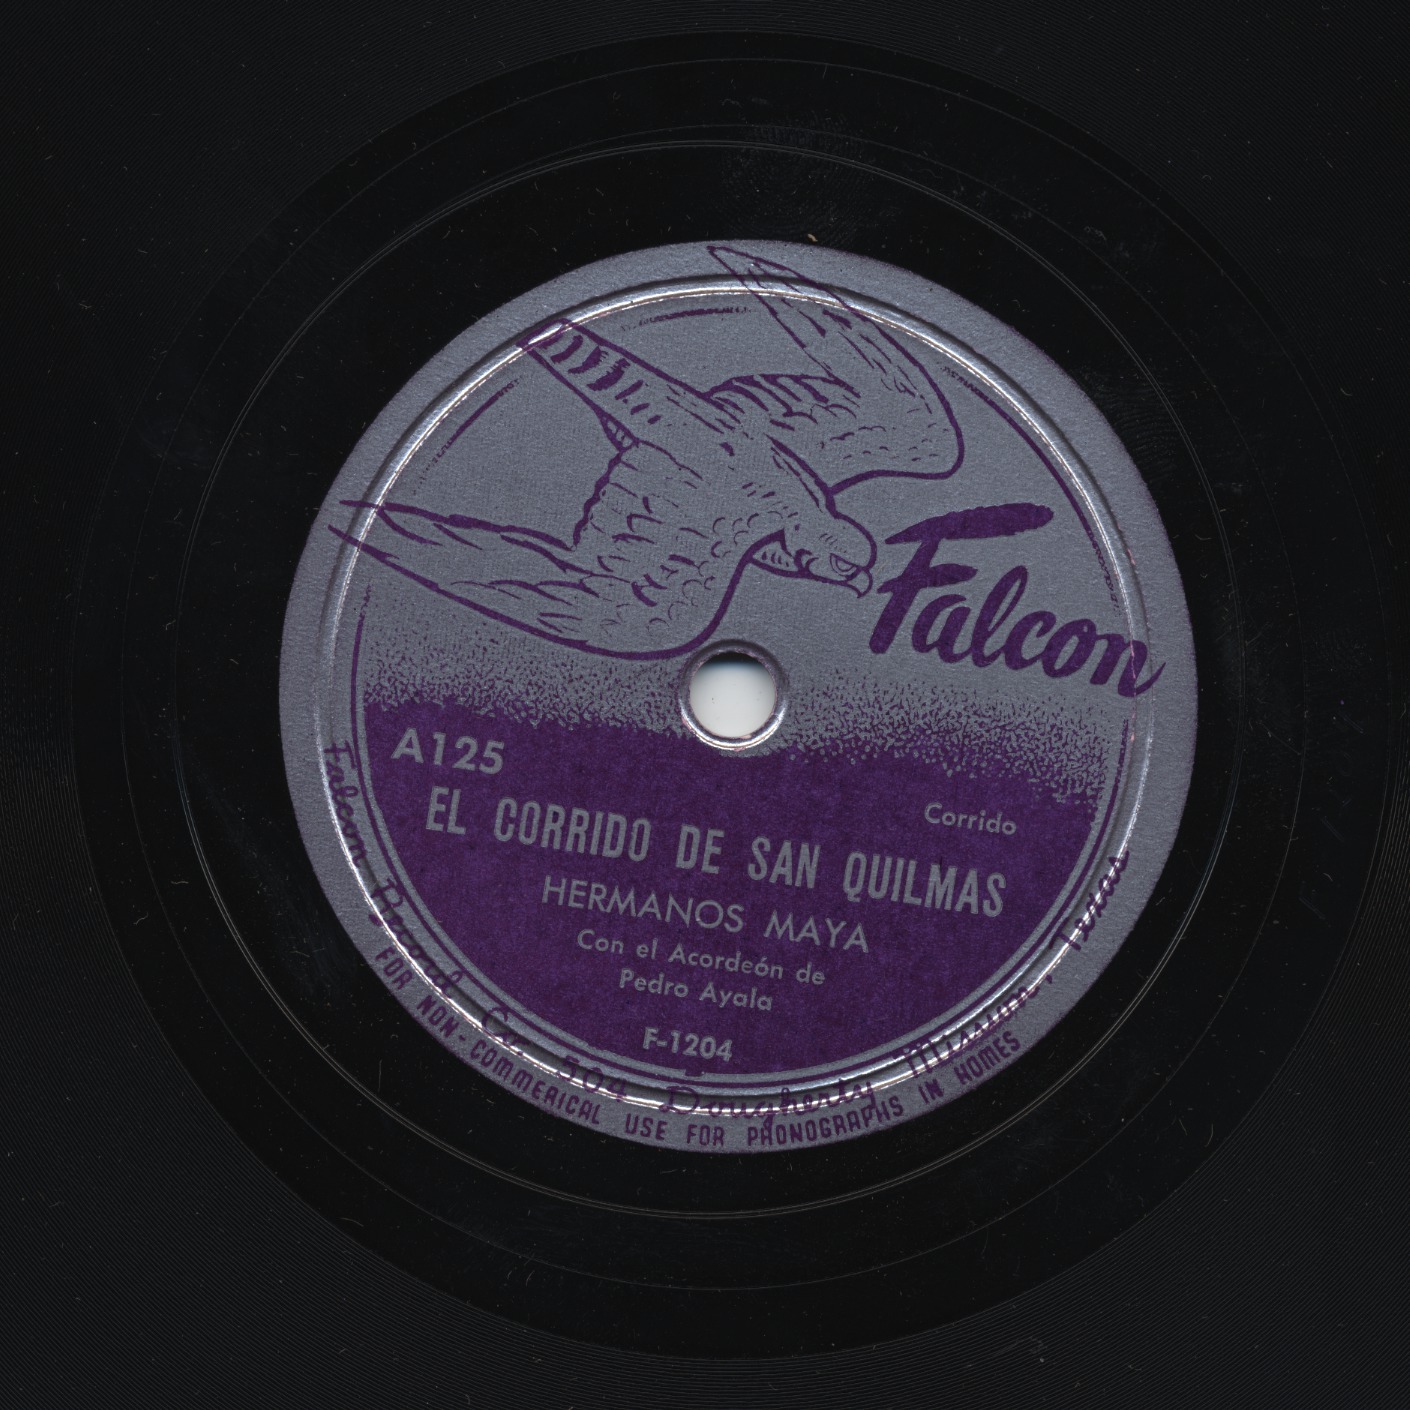 Falcon
A125
Corrido
EL CORRIDO DE SAN QUILMAS
HERMANOS MAYA
Con el Acordeón de
Pedro Ayala
F-1204
Falcon Record Co. 504 Dougherty Mission, Texas
FOR NON-COMMERICAL USE FOR PHONOGRAPHS IN HOMES